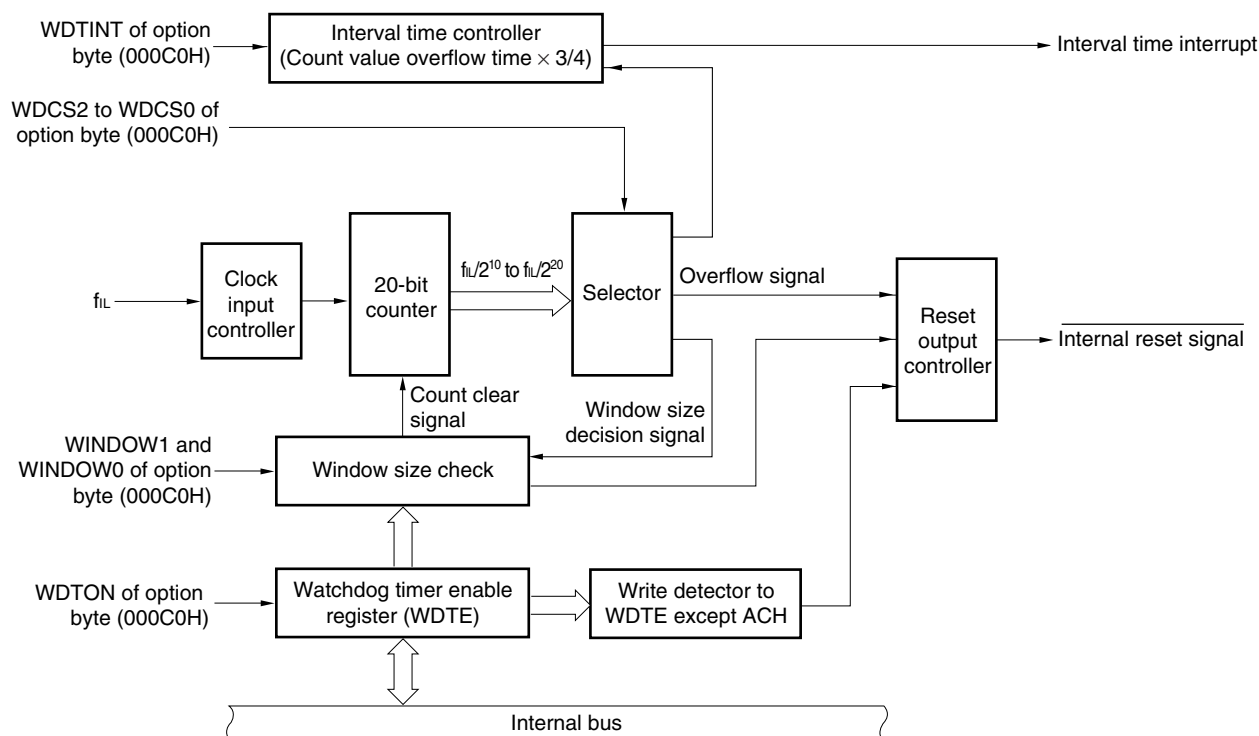 WDTINT of option
byte (000C0H)
Interval time controller
(Count value overflow time × 3/4)
Interval time interrupt
WDCS2 to WDCS0 of
option byte (000C0H)
fIL
Clock
input
controller
20-bit
counter
fIL/2¹⁰ to fIL/2²⁰
Selector
Overflow signal
Reset
output
controller
Internal reset signal
Count clear
signal
Window size
decision signal
WINDOW1 and
WINDOW0 of option
byte (000C0H)
Window size check
WDTON of option
byte (000C0H)
Watchdog timer enable
register (WDTE)
Write detector to
WDTE except ACH
Internal bus